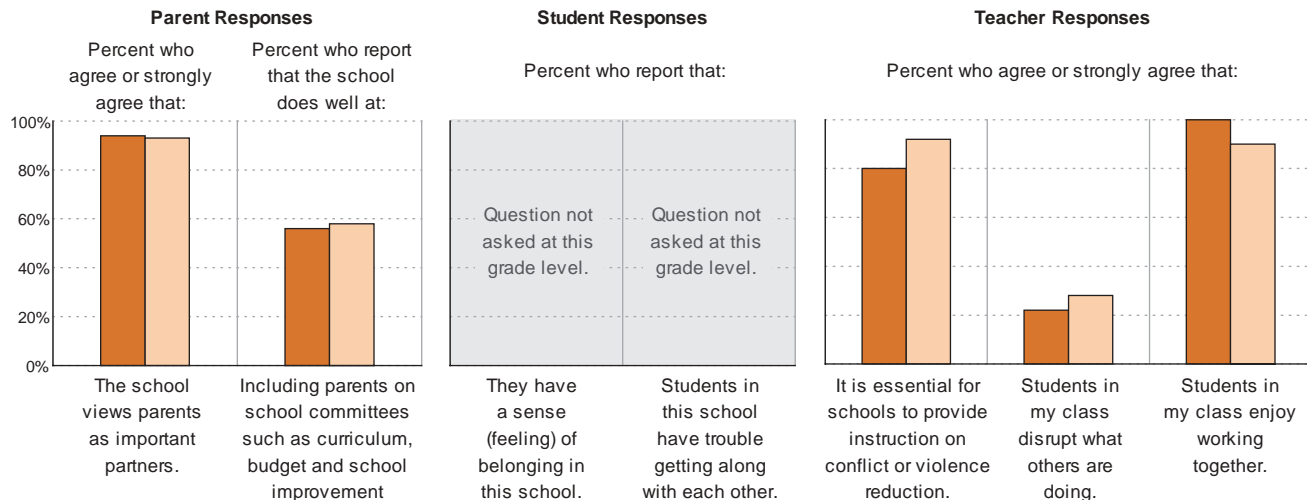 Parent Responses
Percent who
agree or strongly
agree that:
Percent who report
that the school
does well at:
100%
80%
60%
40%
20%
0%
The school
views parents
as important
partners.
Including parents on
school committees
such as curriculum,
budget and school
improvement
Student Responses
Percent who report that:
Question not
asked at this
grade level.
Question not
asked at this
grade level.
They have
a sense
(feeling) of
belonging in
this school.
Students in
this school
have trouble
getting along
with each other.
Teacher Responses
Percent who agree or strongly agree that:
It is essential for
schools to provide
instruction on
conflict or violence
reduction.
Students in
my class
disrupt what
others are
doing.
Students in
my class enjoy
working
together.